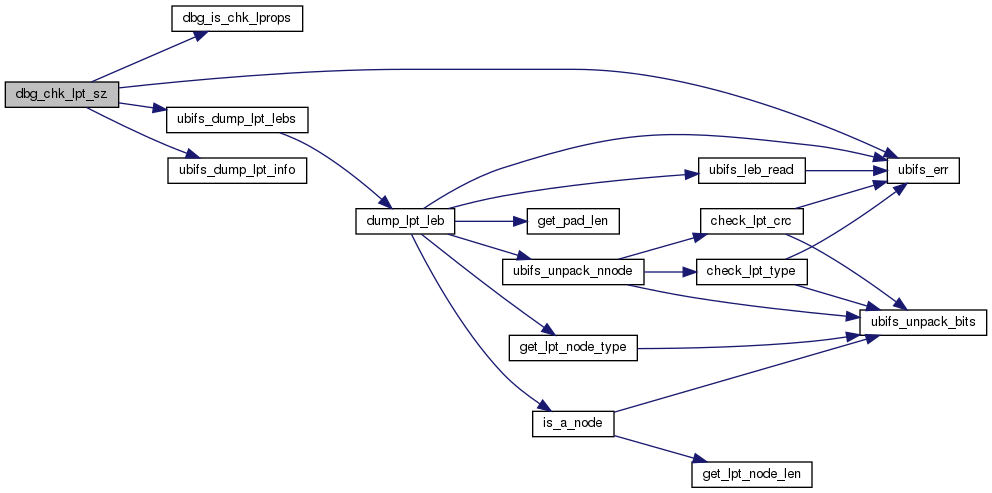 dbg_is_chk_lprops
dbg_chk_lpt_sz
ubifs_dump_lpt_lebs
ubifs_dump_lpt_info
ubifs_leb_read
ubifs_err
dump_lpt_leb
get_pad_len
check_lpt_crc
ubifs_unpack_nnode
check_lpt_type
ubifs_unpack_bits
get_lpt_node_type
is_a_node
get_lpt_node_len